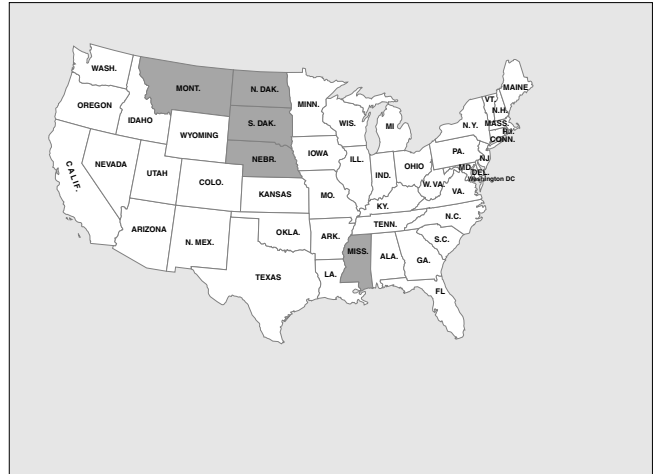 WASH.
MONT.
N. DAK.
MINN.
MAINE
VT.
N.H.
OREGON
IDAHO
S. DAK.
WIS.
MI
N.Y.
MASS.
R.I.
CONN.
WYOMING
NEBR.
IOWA
PA.
NJ
NEVADA
UTAH
COLO.
ILL.
IND.
OHIO
MD.
DEL.
Washington DC
CALIF.
KANSAS
MO.
W. VA.
VA.
KY.
ARIZONA
N. MEX.
OKLA.
ARK.
TENN.
N.C.
S.C.
TEXAS
LA.
MISS.
ALA.
GA.
FL